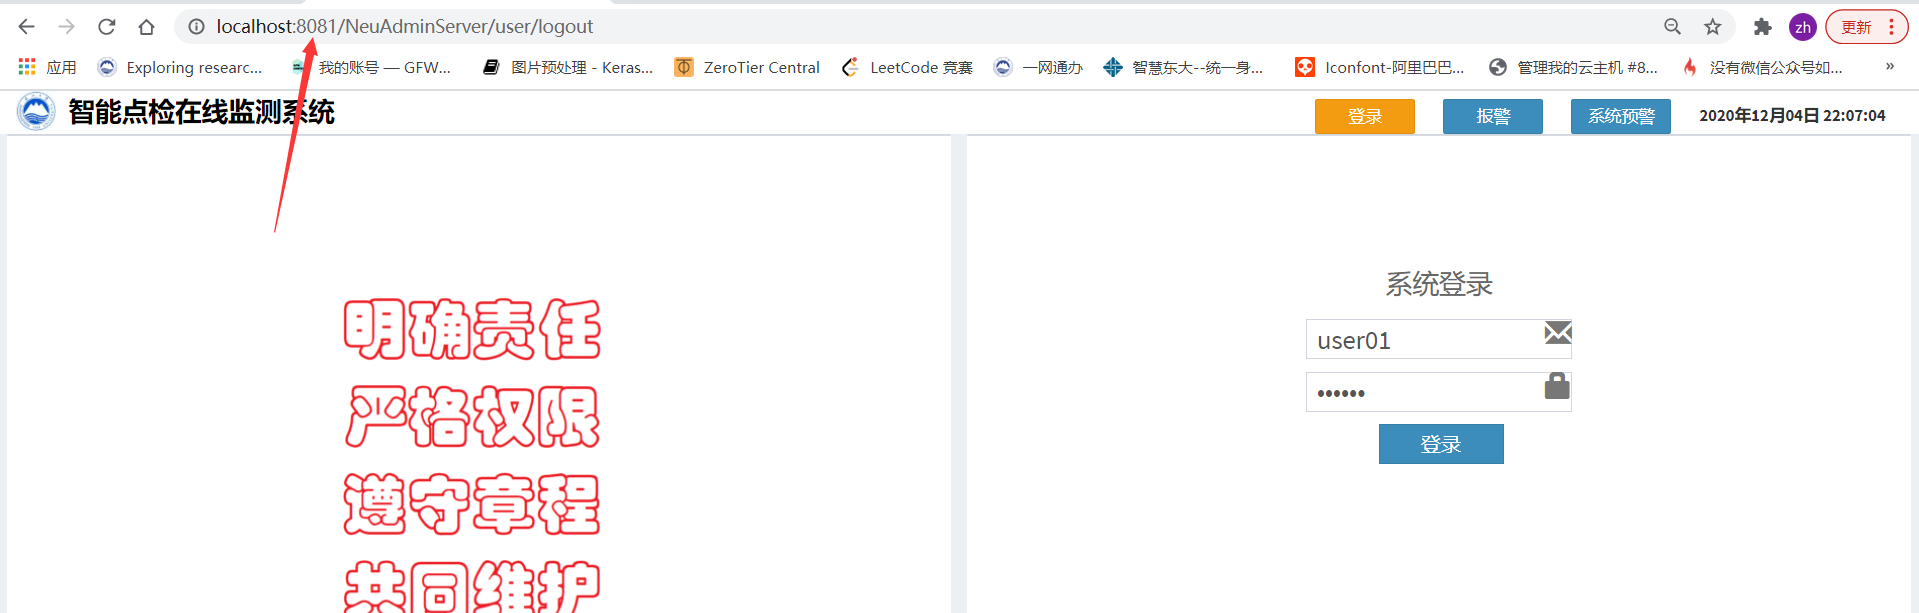 localhost:8081/NeuAdminServer/user/logout
zh
更新
应用
Exploring researc...
我的账号 — GFW...
图片预处理 - Keras...
ZeroTier Central
LeetCode 竞赛
一网通办
智慧东大--统一身...
Iconfont-阿里巴巴...
管理我的云主机 #8...
没有微信公众号如...
»
智能点检在线监测系统
登录
报警
系统预警
2020年12月04日 22:07:04
明确责任
严格权限
遵守章程
共同维护
系统登录
user01
••••••
登录